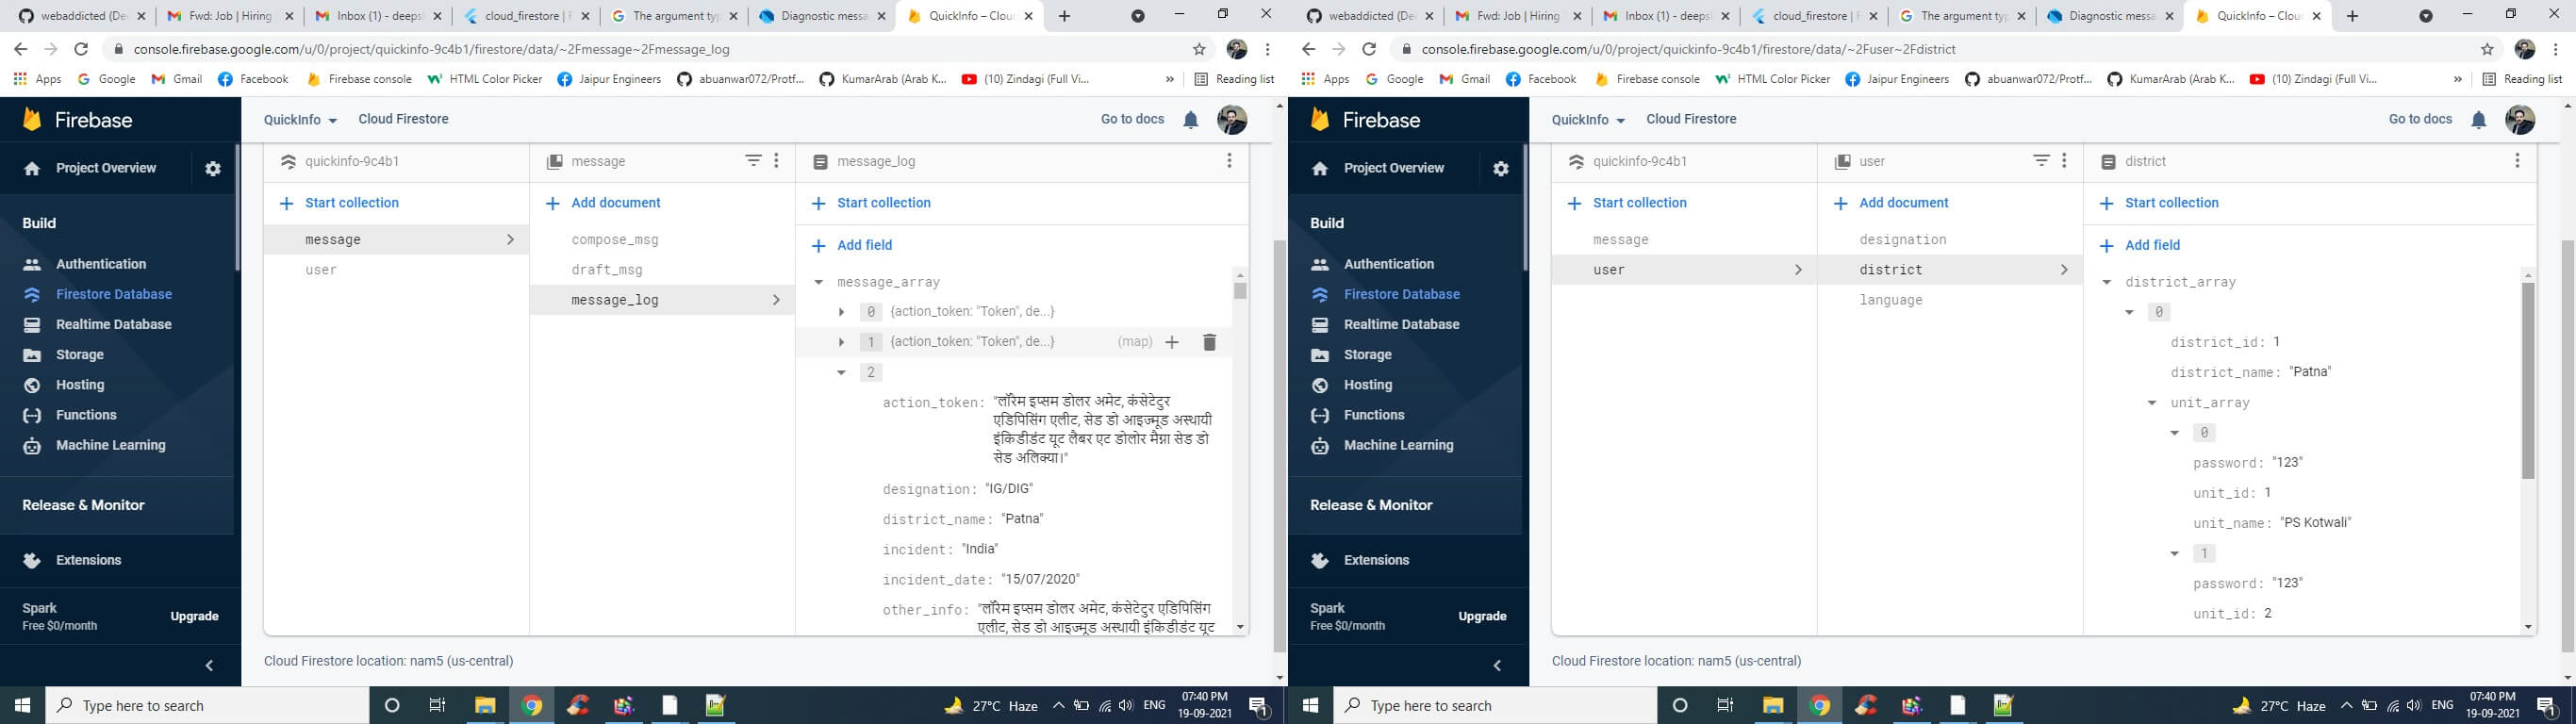 webaddicted (De
Fwd: Job | Hiring
Inbox (1) - deeps
cloud_firestore | F
The argument typ
Diagnostic messa
QuickInfo – Clou
console.firebase.google.com/u/0/project/quickinfo-9c4b1/firestore/data/~2Fmessage~2Fmessage_log
Apps Google Gmail Facebook Firebase console HTML Color Picker Jaipur Engineers abuanwar072/Protf... KumarArab (Arab K... (10) Zindagi (Full Vi... » Reading list
Firebase
QuickInfo Cloud Firestore Go to docs
Project Overview
Build
Authentication
Firestore Database
Realtime Database
Storage
Hosting
Functions
Machine Learning
Release & Monitor
Extensions
Spark
Free $0/month
Upgrade
quickinfo-9c4b1
Start collection
message
user
message
Add document
compose_msg
draft_msg
message_log
message_log
Start collection
Add field
message_array
0 {action_token: "Token", de...}
1 {action_token: "Token", de...} (map)
2
action_token: "लॉरेम इप्सम डोलर अमेट, कंसेटेटुर
एडिपिसिंग एलीट, सेड डो आइज्मूड अस्थायी
इंकिडीडंट यूट लैबर एट डोलोर मैग्ना सेड डो
सेड अलिक्या।"
designation: "IG/DIG"
district_name: "Patna"
incident: "India"
incident_date: "15/07/2020"
other_info: "लॉरेम इप्सम डोलर अमेट, कंसेटेटुर एडिपिसिंग
एलीट, सेड डो आइज्मूड अस्थायी इंकिडीडंट यूट
Cloud Firestore location: nam5 (us-central)
Type here to search
27°C Haze
ENG
07:40 PM
19-09-2021
1
webaddicted (De
Fwd: Job | Hiring
Inbox (1) - deeps
cloud_firestore | F
The argument typ
Diagnostic messa
QuickInfo – Clou
console.firebase.google.com/u/0/project/quickinfo-9c4b1/firestore/data/~2Fuser~2Fdistrict
Apps Google Gmail Facebook Firebase console HTML Color Picker Jaipur Engineers abuanwar072/Protf... KumarArab (Arab K... (10) Zindagi (Full Vi... » Reading list
Firebase
QuickInfo Cloud Firestore Go to docs
Project Overview
Build
Authentication
Firestore Database
Realtime Database
Storage
Hosting
Functions
Machine Learning
Release & Monitor
Extensions
Spark
Free $0/month
Upgrade
quickinfo-9c4b1
Start collection
message
user
user
Add document
designation
district
language
district
Start collection
Add field
district_array
0
district_id: 1
district_name: "Patna"
unit_array
0
password: "123"
unit_id: 1
unit_name: "PS Kotwali"
1
password: "123"
unit_id: 2
Cloud Firestore location: nam5 (us-central)
Type here to search
27°C Haze
ENG
07:40 PM
19-09-2021
1